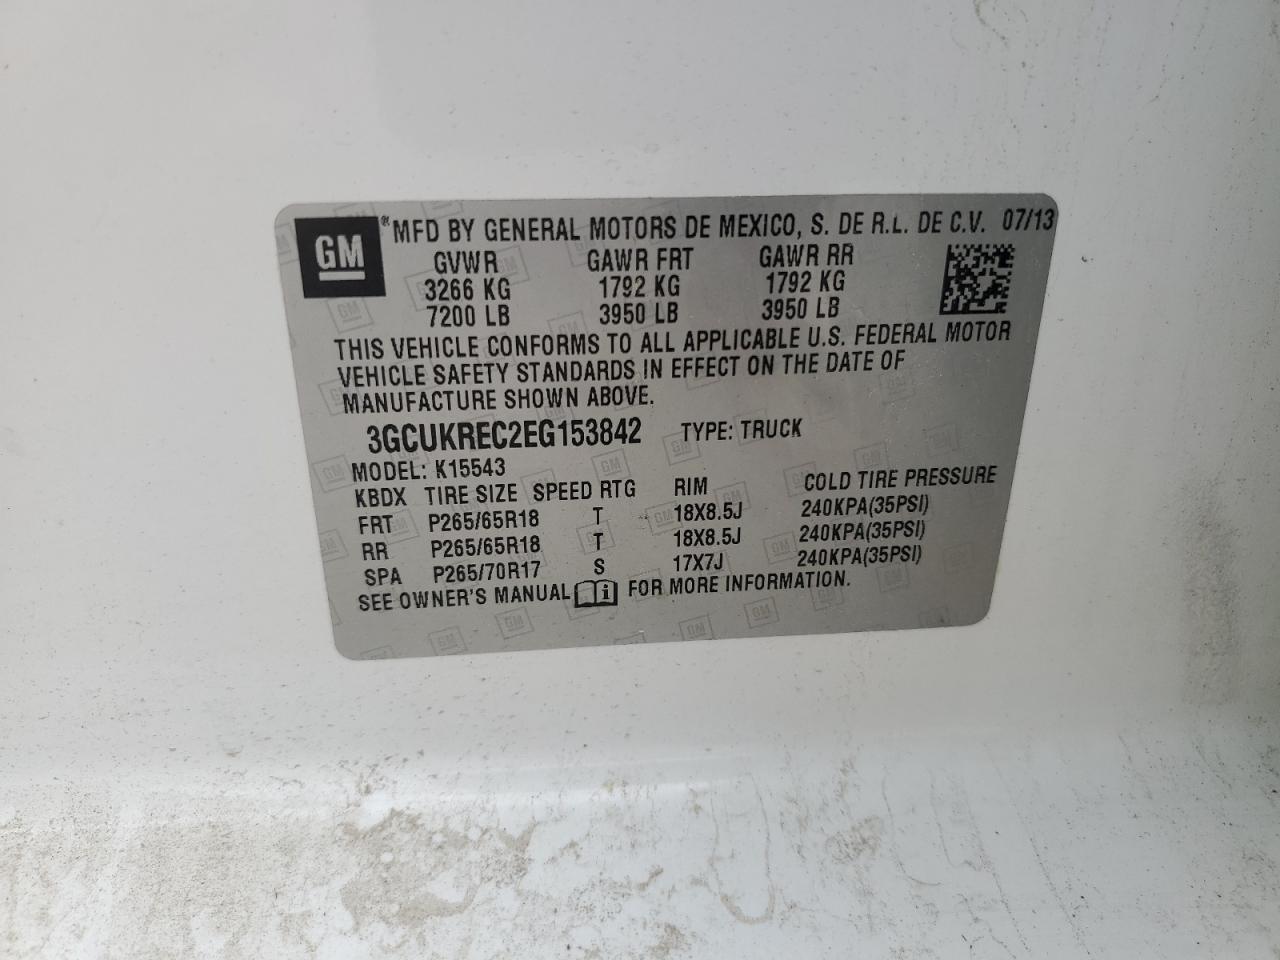 GM ® MFD BY GENERAL MOTORS DE MEXICO, S. DE R.L. DE C.V. 07/13
GVWR GAWR FRT GAWR RR
3266 KG 1792 KG 1792 KG
7200 LB 3950 LB 3950 LB
THIS VEHICLE CONFORMS TO ALL APPLICABLE U.S. FEDERAL MOTOR
VEHICLE SAFETY STANDARDS IN EFFECT ON THE DATE OF
MANUFACTURE SHOWN ABOVE.
3GCUKREC2EG153842 TYPE: TRUCK
MODEL: K15543
KBDX TIRE SIZE SPEED RTG RIM COLD TIRE PRESSURE
FRT P265/65R18 T 18X8.5J 240KPA(35PSI)
RR P265/65R18 T 18X8.5J 240KPA(35PSI)
SPA P265/70R17 S 17X7J 240KPA(35PSI)
SEE OWNER'S MANUAL i FOR MORE INFORMATION.